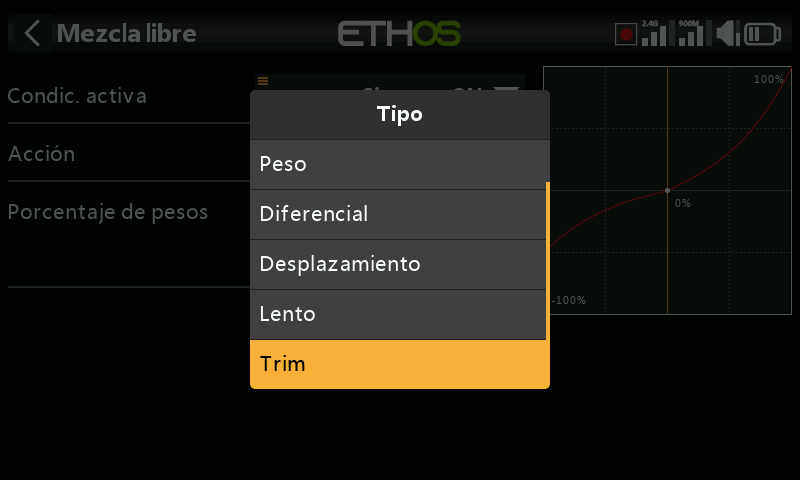 Mezcla libre
ETHOS
2.4G
900M
Condic. activa
Tipo
Acción
Peso
Porcentaje de pesos
Diferencial
Desplazamiento
Lento
Trim
100%
0%
-100%